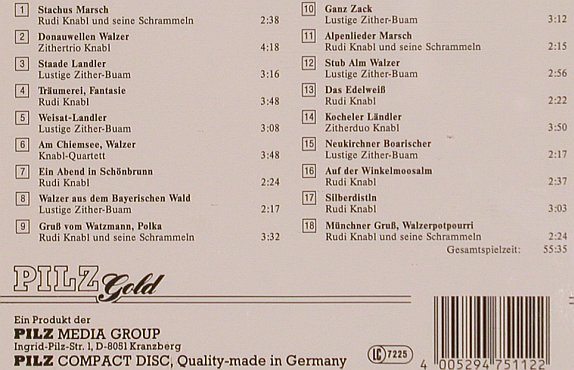 1 Stachus Marsch
Rudi Knabl und seine Schrammeln 2:38
2 Donauwellen Walzer
Zithertrio Knabl 4:18
3 Staade Landler
Lustige Zither-Buam 3:16
4 Träumerei, Fantasie
Rudi Knabl 3:48
5 Weisat-Landler
Lustige Zither-Buam 3:08
6 Am Chiemsee, Walzer
Knabl-Quartett 3:48
7 Ein Abend in Schönbrunn
Rudi Knabl 2:24
8 Walzer aus dem Bayerischen Wald
Lustige Zither-Buam 2:17
9 Gruß vom Watzmann, Polka
Rudi Knabl und seine Schrammeln 3:32
10 Ganz Zack
Lustige Zither-Buam 3:12
11 Alpenlieder Marsch
Rudi Knabl und seine Schrammeln 2:15
12 Stub Alm Walzer
Lustige Zither-Buam 2:56
13 Das Edelweiß
Rudi Knabl 2:22
14 Kocheler Ländler
Zitherduo Knabl 3:50
15 Neukirchner Boarischer
Lustige Zither-Buam 2:17
16 Auf der Winkelmoosalm
Rudi Knabl 2:37
17 Silberdistln
Rudi Knabl 3:03
18 Münchner Gruß, Walzerpotpourri
Rudi Knabl und seine Schrammeln 2:24
Gesamtspielzeit: 55:35
PILZ Gold
Ein Produkt der
PILZ MEDIA GROUP
Ingrid-Pilz-Str. 1, D-8051 Kranzberg
PILZ COMPACT DISC, Quality-made in Germany
LC 7225
4 005294 751122